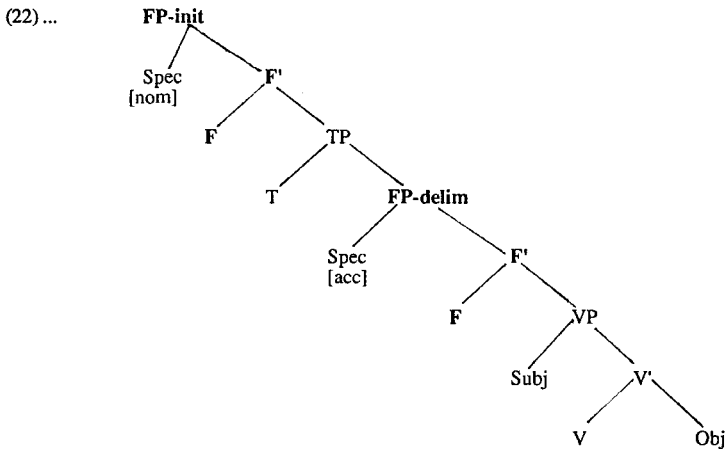 (22) ... FP-init
Spec
[nom]
F'
F
TP
T
FP-delim
Spec
[acc]
F'
F
VP
Subj
V'
V
Obj